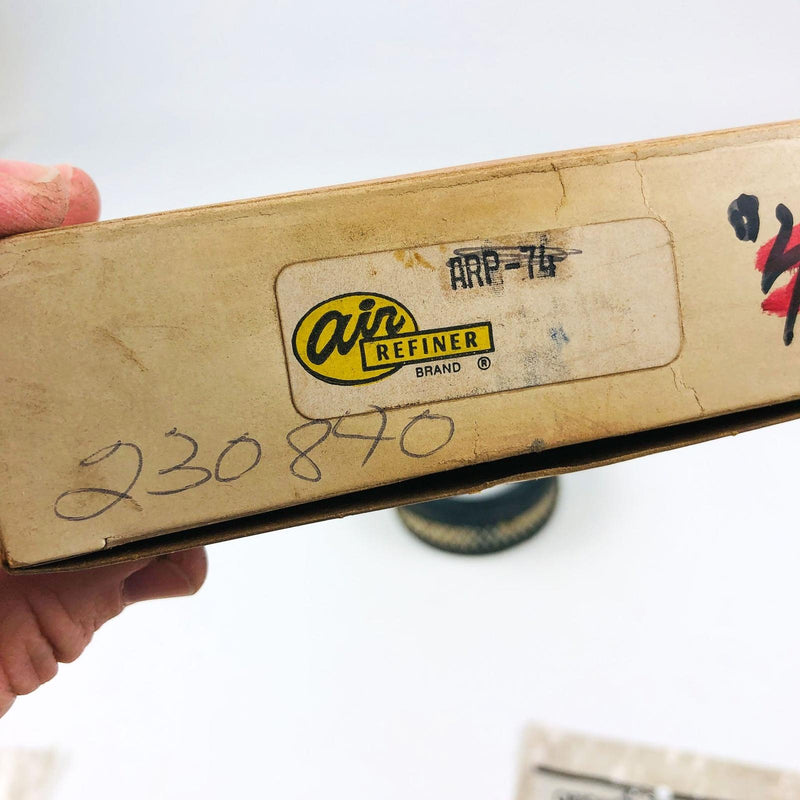 ARP-74
air
REFINER
BRAND ®
230840